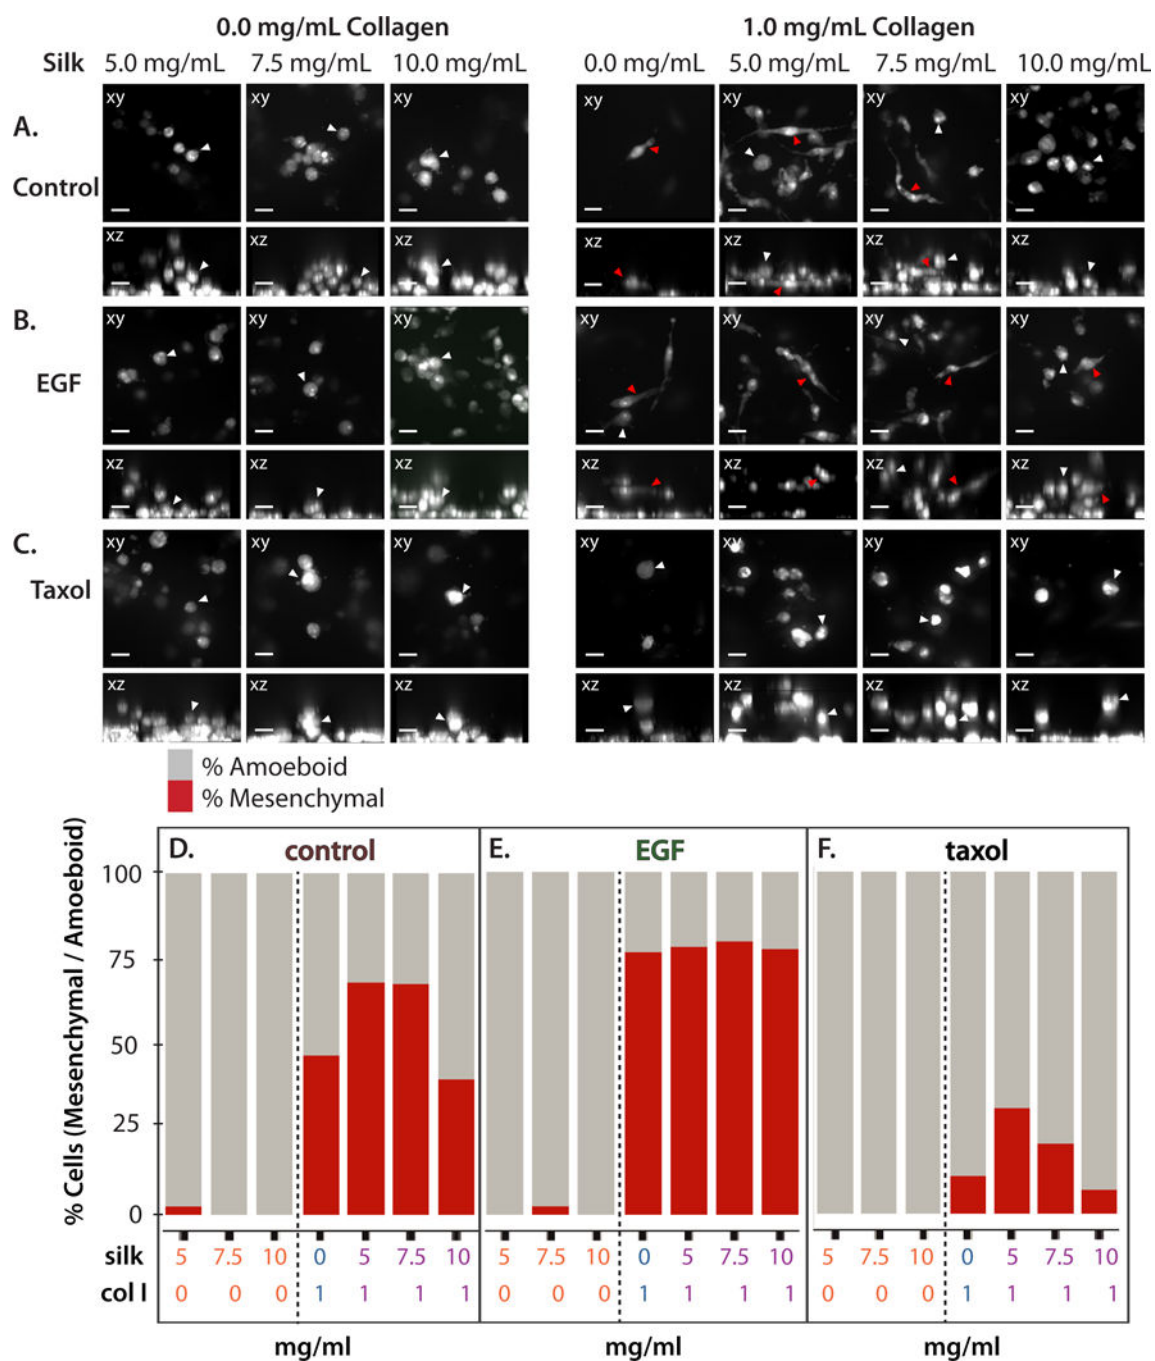 0.0 mg/mL Collagen 1.0 mg/mL Collagen
Silk 5.0 mg/mL 7.5 mg/mL 10.0 mg/mL 0.0 mg/mL 5.0 mg/mL 7.5 mg/mL 10.0 mg/mL
A.
Control
xy xy xy xy xy xy xy
xz xz xz xz xz xz xz
B.
EGF
xy xy xy xy xy xy xy
xz xz xz xz xz xz xz
C.
Taxol
xy xy xy xy xy xy xy
xz xz xz xz xz xz xz
% Amoeboid
% Mesenchymal
D. control E. EGF F. taxol
% Cells (Mesenchymal / Amoeboid)
100
75
50
25
0
silk 5 7.5 10 0 5 7.5 10 5 7.5 10 0 5 7.5 10 5 7.5 10 0 5 7.5 10
col I 0 0 0 1 1 1 1 0 0 0 1 1 1 1 0 0 0 1 1 1 1
mg/ml mg/ml mg/ml